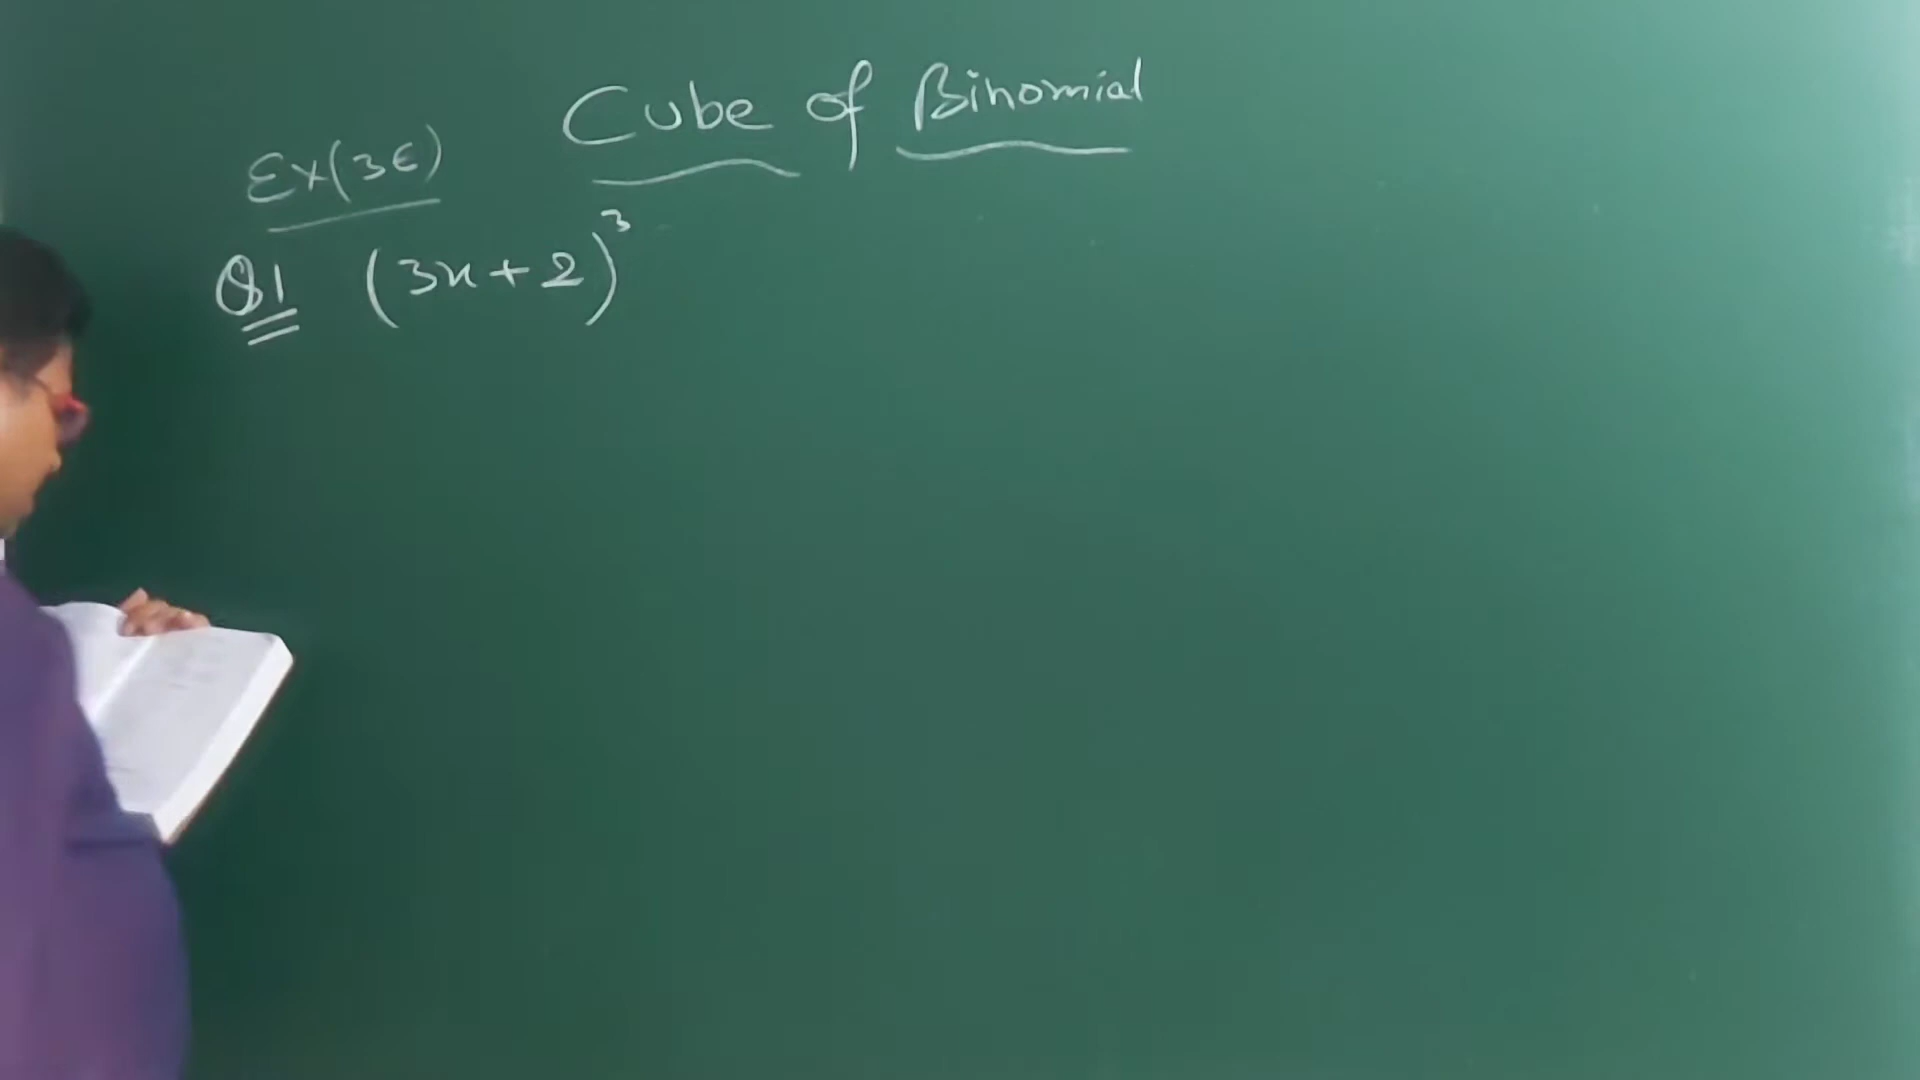 Cube of Binomial
Ex(3E)
Q1 (3x+2)³